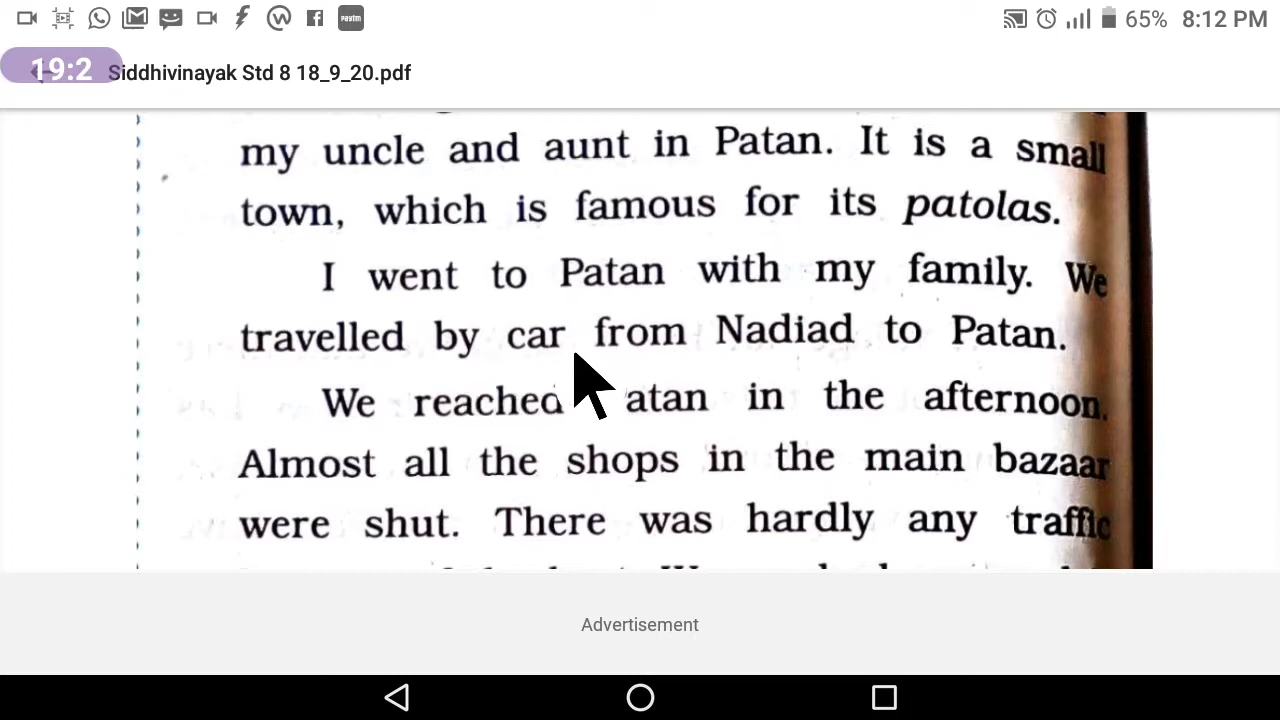 65% 8:12 PM
19:2 Siddhivinayak Std 8 18_9_20.pdf
my uncle and aunt in Patan. It is a small
town, which is famous for its patolas.
I went to Patan with my family. We
travelled by car from Nadiad to Patan.
We reached atan in the afternoon.
Almost all the shops in the main bazaar
were shut. There was hardly any traffic
Advertisement